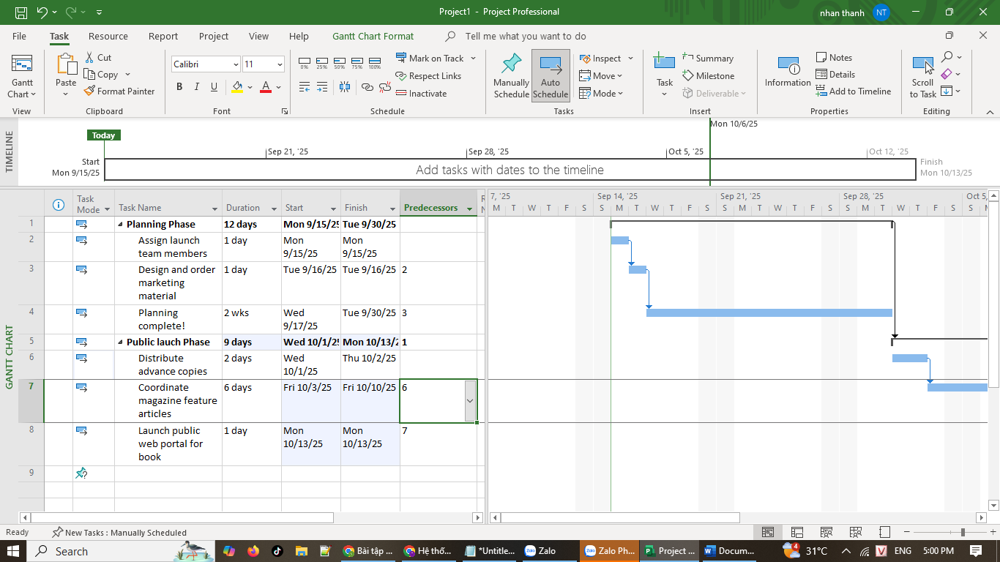 Project1 - Project Professional
nhan thanh
NT
File
Task
Resource
Report
Project
View
Help
Gantt Chart Format
Tell me what you want to do
Gantt
Chart
View
Paste
Cut
Copy
Format Painter
Clipboard
Calibri
11
B I U
A
Font
0% 25% 50% 75% 100%
Mark on Track
Respect Links
Inactivate
Schedule
Manually
Schedule
Auto
Schedule
Inspect
Move
Mode
Tasks
Task
Summary
Milestone
Deliverable
Insert
Information
Notes
Details
Add to Timeline
Properties
Scroll
to Task
Editing
TIMELINE
Today
Mon 10/6/25
Sep 21, '25
Sep 28, '25
Oct 5, '25
Oct 12, '25
Start
Mon 9/15/25
Add tasks with dates to the timeline
Finish
Mon 10/13/25
GANTT CHART
Task
Mode
Task Name
Duration
Start
Finish
Predecessors
R
N
7, '25
Sep 14, '25
Sep 21, '25
Sep 28, '25
Oct 5,
M T W T F S S M T W T F S S M T W T F S S M T W T F S S M
1 Planning Phase 12 days Mon 9/15/25 Tue 9/30/25
2 Assign launch 1 day Mon Mon
team members 9/15/25 9/15/25
3 Design and order 1 day Tue 9/16/25 Tue 9/16/25 2
marketing
material
4 Planning 2 wks Wed Tue 9/30/25 3
complete! 9/17/25
5 Public lauch Phase 9 days Wed 10/1/25 Mon 10/13/2 1
6 Distribute 2 days Wed Thu 10/2/25
advance copies 10/1/25
7 Coordinate 6 days Fri 10/3/25 Fri 10/10/25 6
magazine feature
articles
8 Launch public 1 day Mon Mon 7
web portal for 10/13/25 10/13/25
book
9
Ready
New Tasks : Manually Scheduled
Search
Bài tập ...
Hệ thố...
*Untitle...
Zalo
Zalo Ph...
Project ...
Docum...
4
31°C
V
ENG
5:00 PM